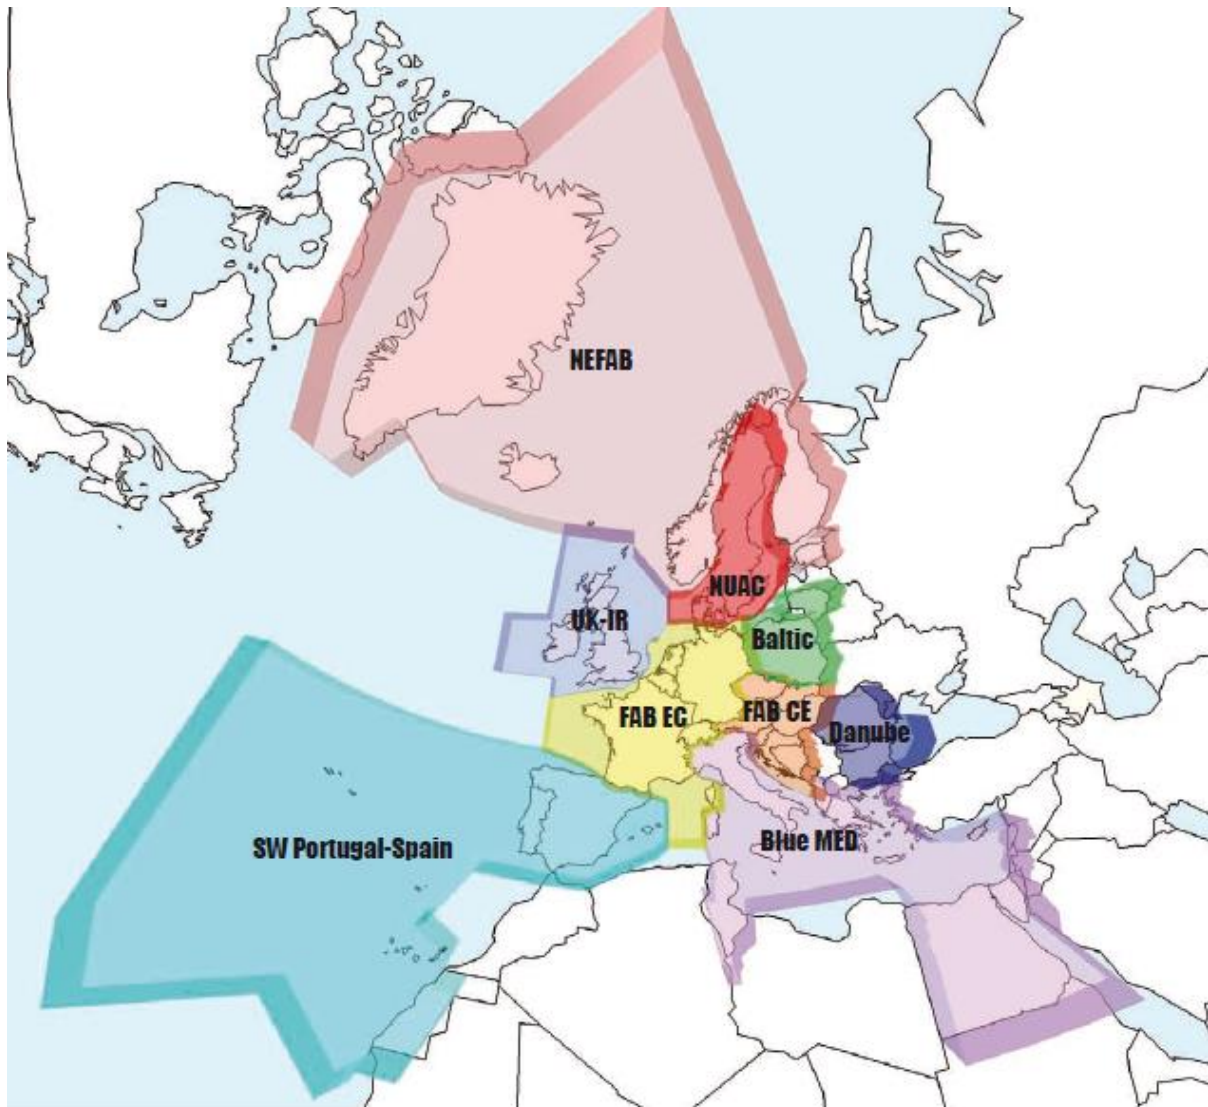 NEFAB
NUAC
UK-IR
Baltic
FAB EC
FAB CE
Danube
SW Portugal-Spain
Blue MED